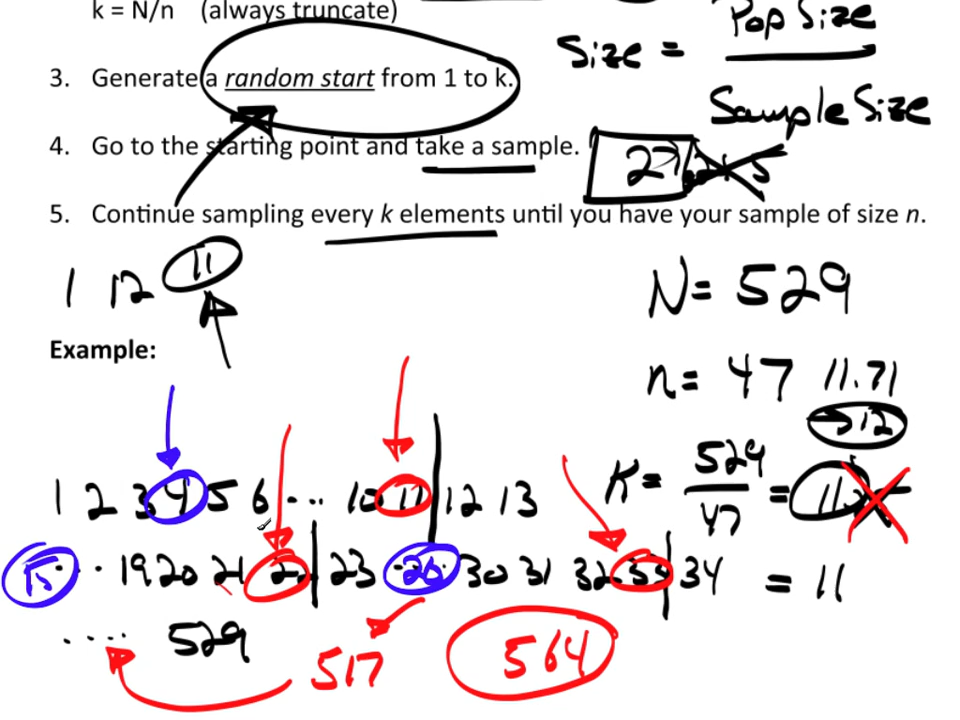 k = N/n (always truncate)
Pop Size
Size =
Sample Size
3. Generate a random start from 1 to k.
4. Go to the starting point and take a sample.
27
5
5. Continue sampling every k elements until you have your sample of size n.
1 12 11
N = 529
Example:
n = 47 11.71
→ 12
K = 529 / 47 = 11.2
1 2 3 4 5 6 ... 10 11 12 13
15 . . 19 20 21 22 23 26 30 31 32 33 34 = 11
.... 529
517 564